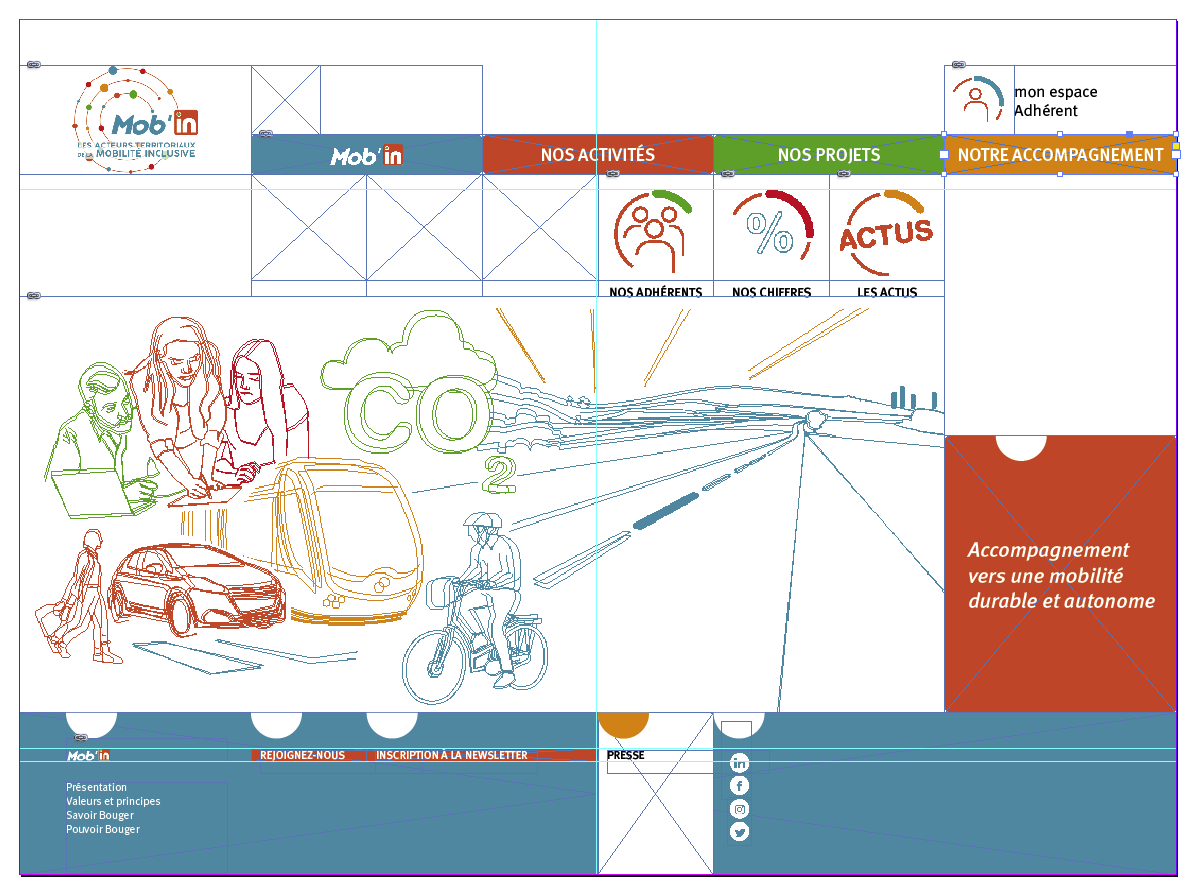 Mob'in
LES ACTEURS TERRITORIAUX
DE LA MOBILITÉ INCLUSIVE
mon espace
Adhérent
Mob'in
NOS ACTIVITÉS
NOS PROJETS
NOTRE ACCOMPAGNEMENT
%
ACTUS
NOS ADHÉRENTS
NOS CHIFFRES
LES ACTUS
CO
2
Accompagnement
vers une mobilité
durable et autonome
Mob'in
REJOIGNEZ-NOUS
INSCRIPTION À LA NEWSLETTER
PRESSE
Présentation
Valeurs et principes
Savoir Bouger
Pouvoir Bouger